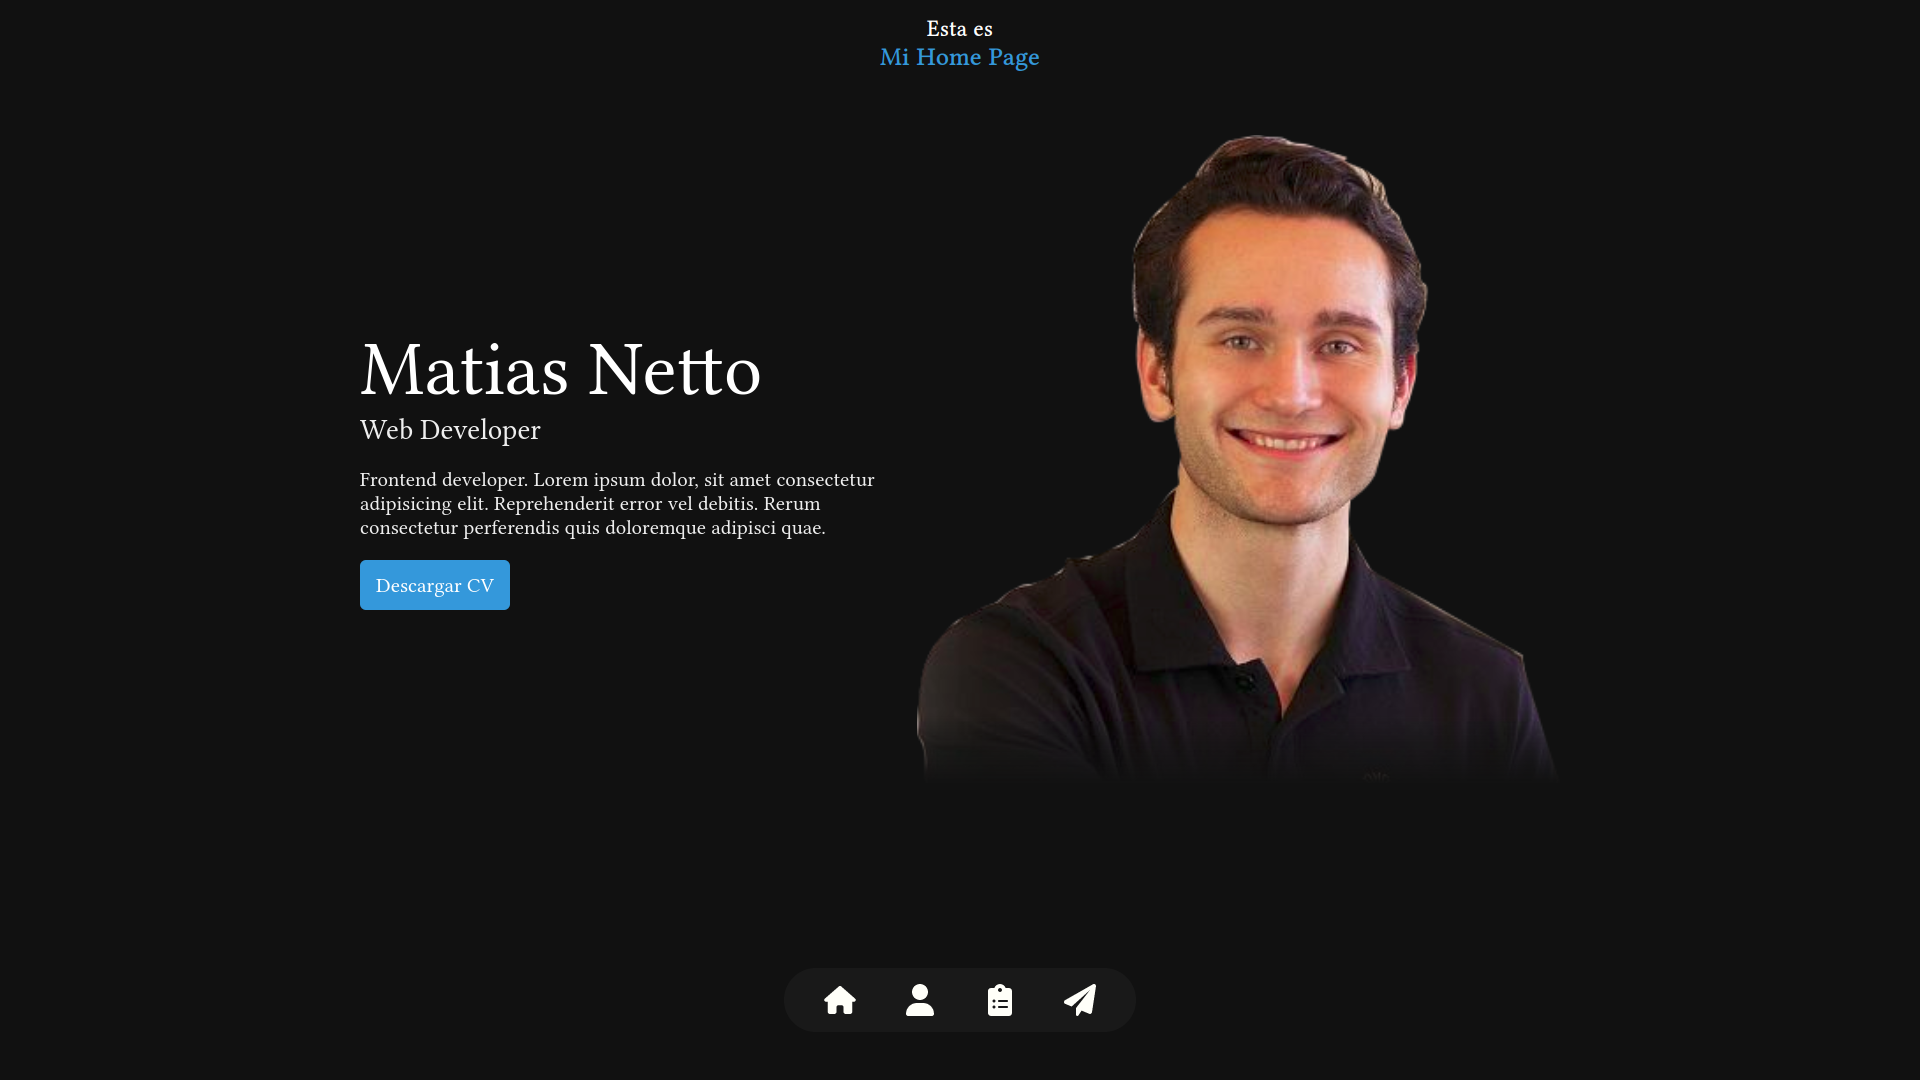 Esta es
Mi Home Page
Matias Netto
Web Developer
Frontend developer. Lorem ipsum dolor, sit amet consectetur
adipisicing elit. Reprehenderit error vel debitis. Rerum
consectetur perferendis quis doloremque adipisci quae.
Descargar CV